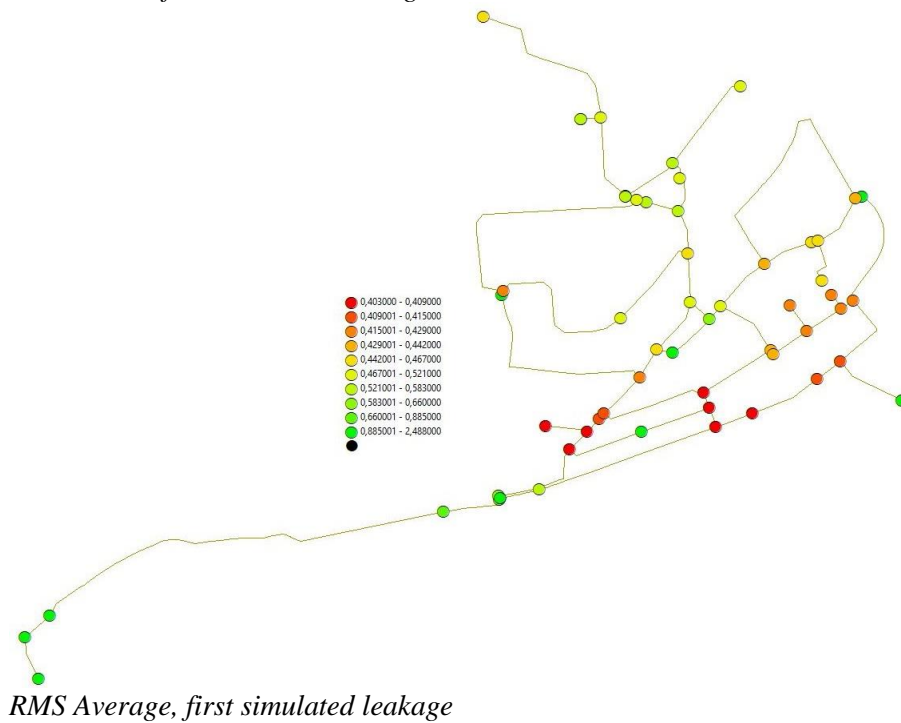 0,403000 - 0,409000
0,409001 - 0,415000
0,415001 - 0,429000
0,429001 - 0,442000
0,442001 - 0,467000
0,467001 - 0,521000
0,521001 - 0,583000
0,583001 - 0,660000
0,660001 - 0,885000
0,885001 - 2,488000
RMS Average, first simulated leakage